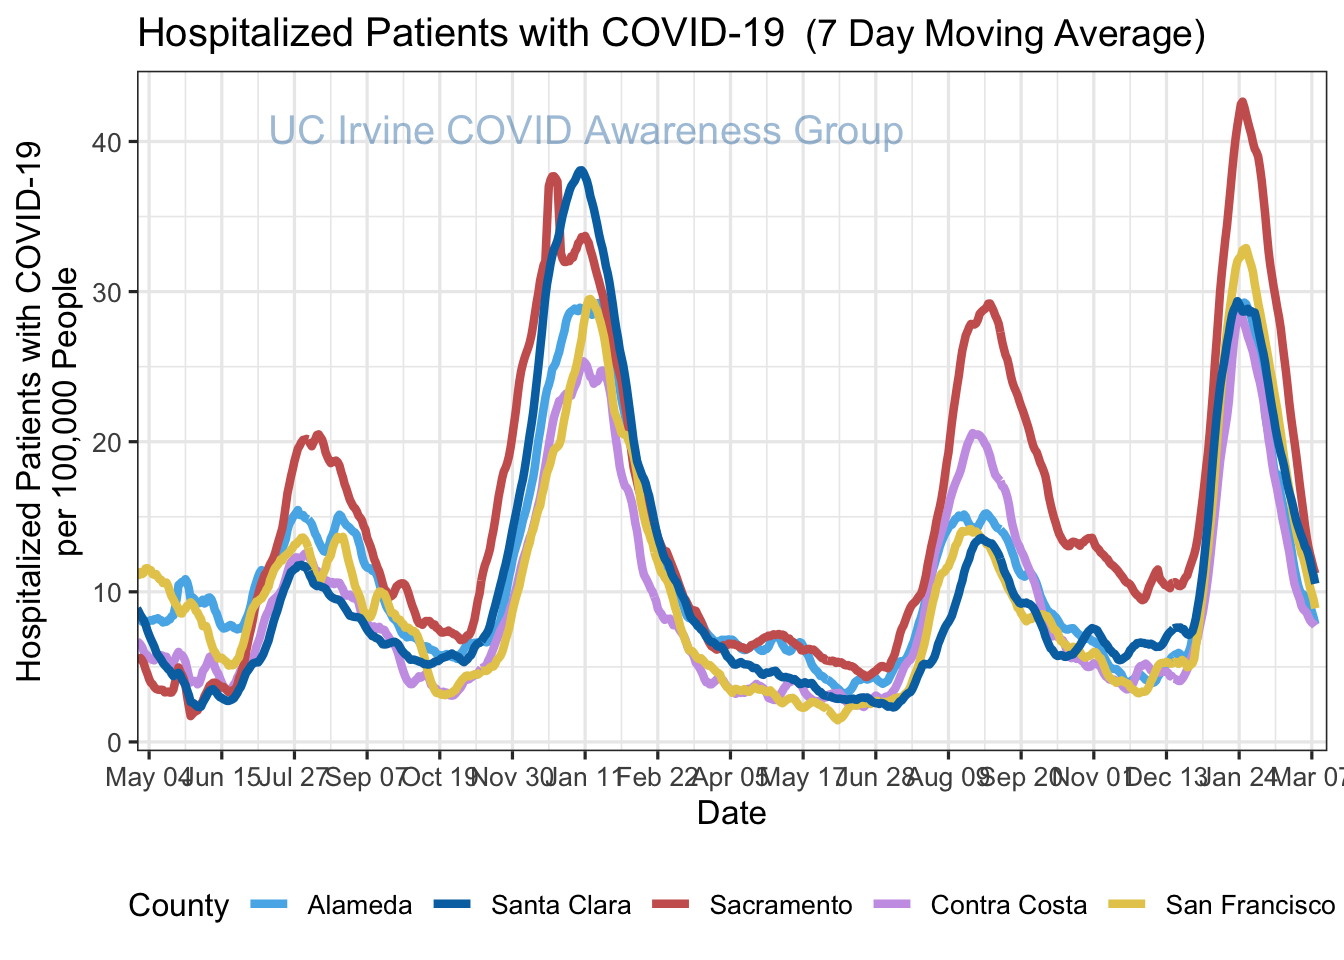 Hospitalized Patients with COVID-19  (7 Day Moving Average)
UC Irvine COVID Awareness Group
Hospitalized Patients with COVID-19
per 100,000 People
40
30
20
10
0
May 04 Jun 15 Jul 27 Sep 07 Oct 19 Nov 30 Jan 11 Feb 22 Apr 05 May 17 Jun 28 Aug 09 Sep 20 Nov 01 Dec 13 Jan 24 Mar 07
Date
County Alameda Santa Clara Sacramento Contra Costa San Francisco